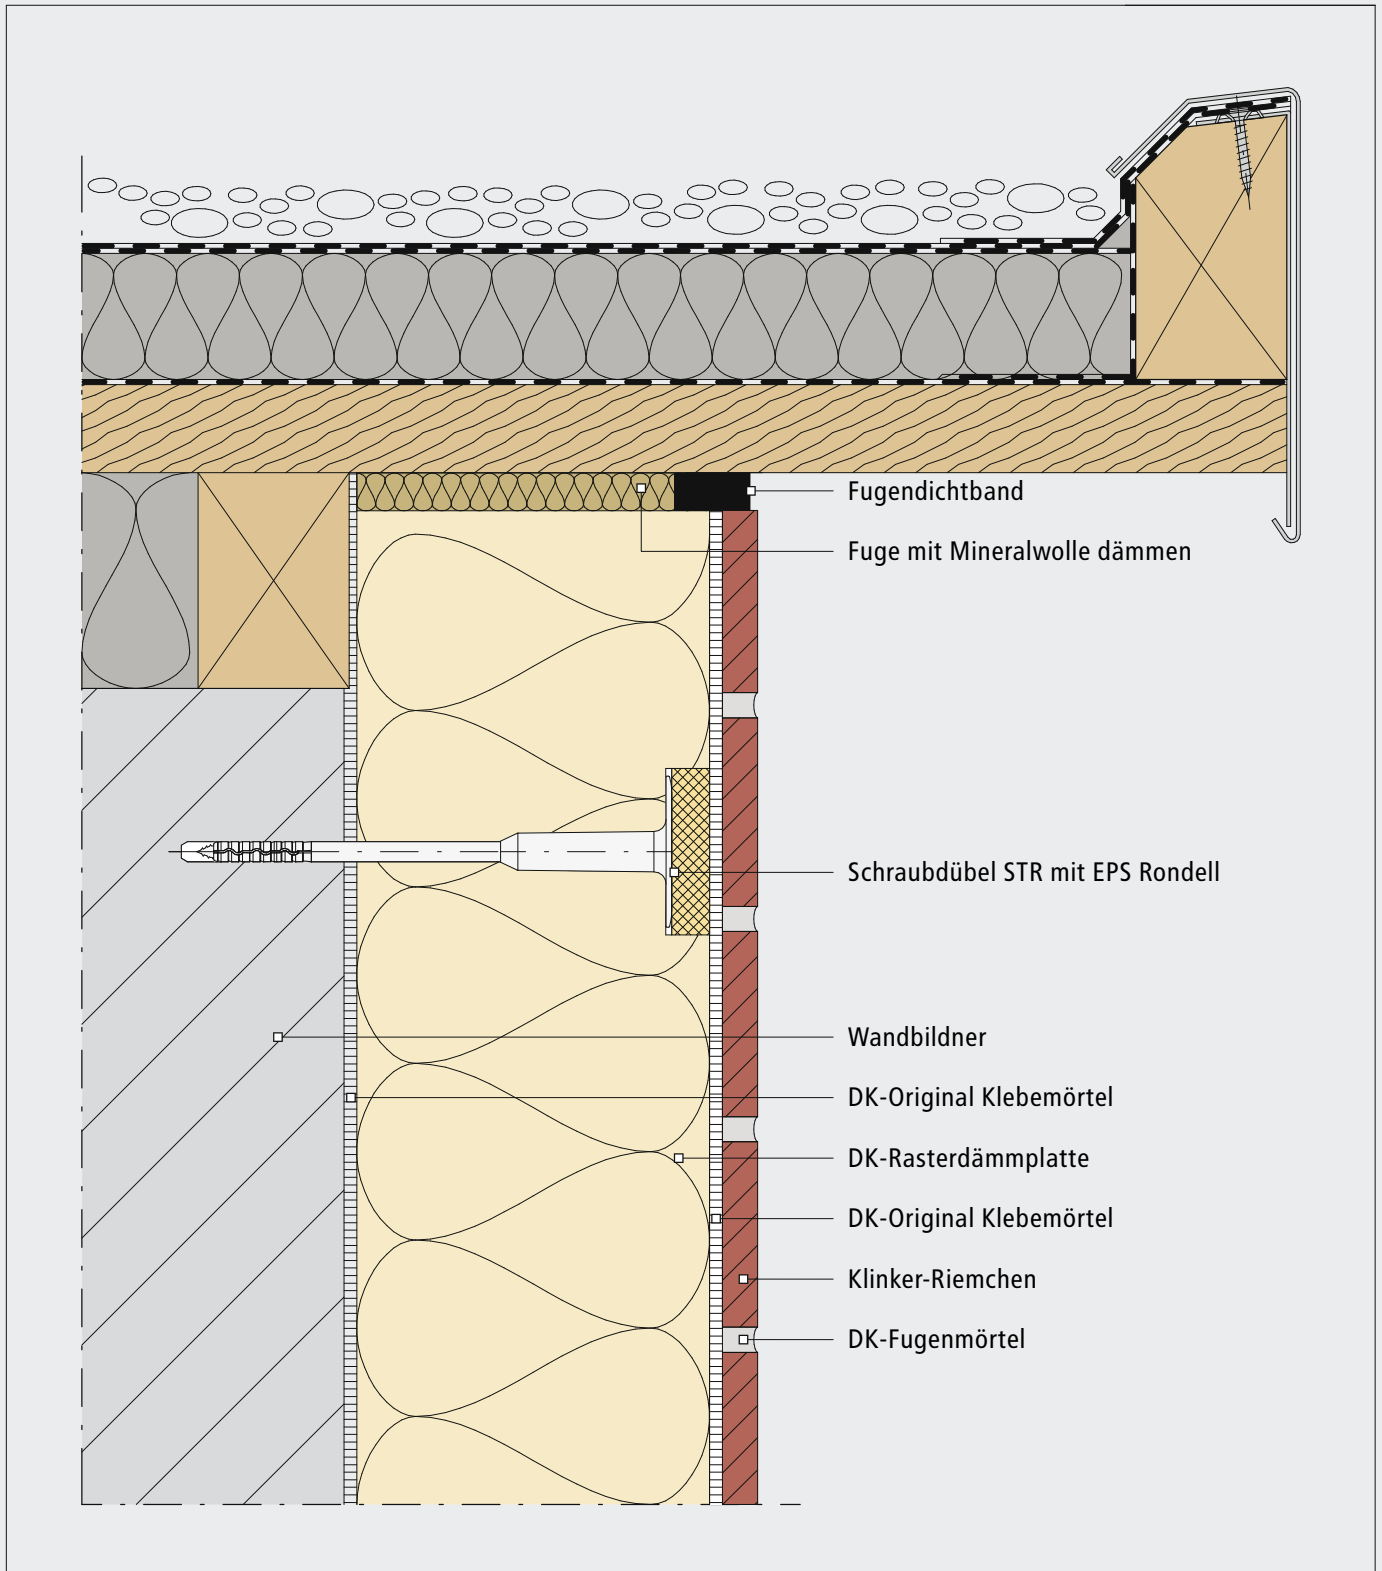 Fugendichtband
Fuge mit Mineralwolle dämmen
Schraubdübel STR mit EPS Rondell
Wandbildner
DK-Original Klebemörtel
DK-Rasterdämmplatte
DK-Original Klebemörtel
Klinker-Riemchen
DK-Fugenmörtel